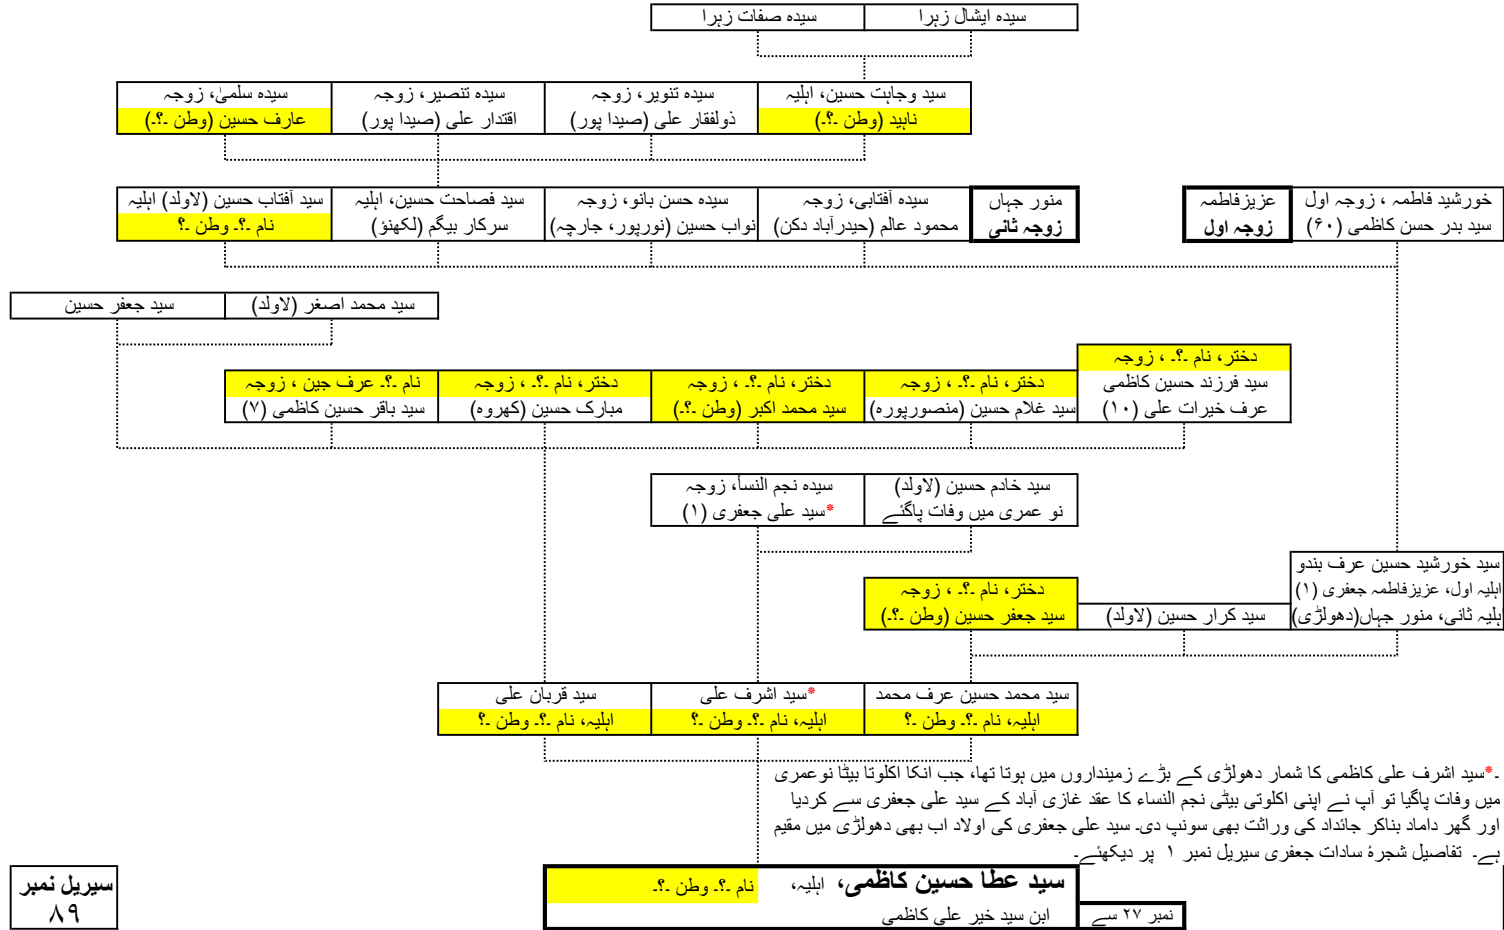 سیدہ ایشال زہرا
سیدہ صفات زہرا
سید وجاہت حسین، اہلیہ
ناہید (وطن ۔؟۔)
سیدہ تنویر، زوجہ
ذولفقار علی (صیدا پور)
سیدہ تنصیر، زوجہ
اقتدار علی (صیدا پور)
سیدہ سلمیٰ، زوجہ
عارف حسین (وطن ۔؟۔)
خورشید فاطمہ ، زوجہ اول
سید بدر حسن کاظمی (۶۰)
عزیزفاطمہ
زوجہ اول
منور جہاں
زوجہ ثانی
سیدہ آفتابی، زوجہ
محمود عالم (حیدرآباد دکن)
سیدہ حسن بانو، زوجہ
نواب حسین (نورپور، جارچہ)
سید فصاحت حسین، اہلیہ
سرکار بیگم (لکھنؤ)
سید آفتاب حسین (لاولد) اہلیہ
نام ۔؟۔ وطن ۔؟
سید محمد اصغر (لاولد)
سید جعفر حسین
دختر، نام ۔؟۔ ، زوجہ
سید فرزند حسین کاظمی
عرف خیرات علی (۱۰)
دختر، نام ۔؟۔ ، زوجہ
سید غلام حسین (منصورپورہ)
دختر، نام ۔؟۔ ، زوجہ
سید محمد اکبر (وطن ۔؟۔)
دختر، نام ۔؟۔ ، زوجہ
مبارک حسین (کھروہ)
نام ۔؟۔ عرف جین ، زوجہ
سید باقر حسین کاظمی (۷)
سید خادم حسین (لاولد)
نو عمری میں وفات پاگئے
سیدہ نجم النسأ، زوجہ
*سید علی جعفری (۱)
سید خورشید حسین عرف بندو
اہلیہ اول، عزیزفاطمہ جعفری (۱)
ہلیہ ثانی، منور جہاں(دھولڑی)
سید کرار حسین (لاولد)
دختر، نام ۔؟۔ ، زوجہ
سید جعفر حسین (وطن ۔؟۔)
سید محمد حسین عرف محمد
اہلیہ، نام ۔؟۔ وطن ۔؟
*سید اشرف علی
اہلیہ، نام ۔؟۔ وطن ۔؟
سید قربان علی
اہلیہ، نام ۔؟۔ وطن ۔؟
۔*سید اشرف علی کاظمی کا شمار دھولڑی کے بڑے زمینداروں میں ہوتا تھا، جب انکا اکلوتا بیٹا نوعمری
میں وفات پاگیا تو آپ نے اپنی اکلوتی بیٹی نجم النساء کا عقد غازی آباد کے سید علی جعفری سے کردیا
اور گھر داماد بناکر جائداد کی وراثت بھی سونپ دی۔ سید علی جعفری کی اولاد اب بھی دھولڑی میں مقیم
ہے۔ تفاصیل شجرۂ سادات جعفری سیریل نمبر ۱ پر دیکھئے۔
سید عطا حسین کاظمی، اہلیہ، نام ۔؟۔ وطن ۔؟۔
نمبر ۲۷ سے
ابن سید خیر علی کاظمی
سیریل نمبر
۸۹